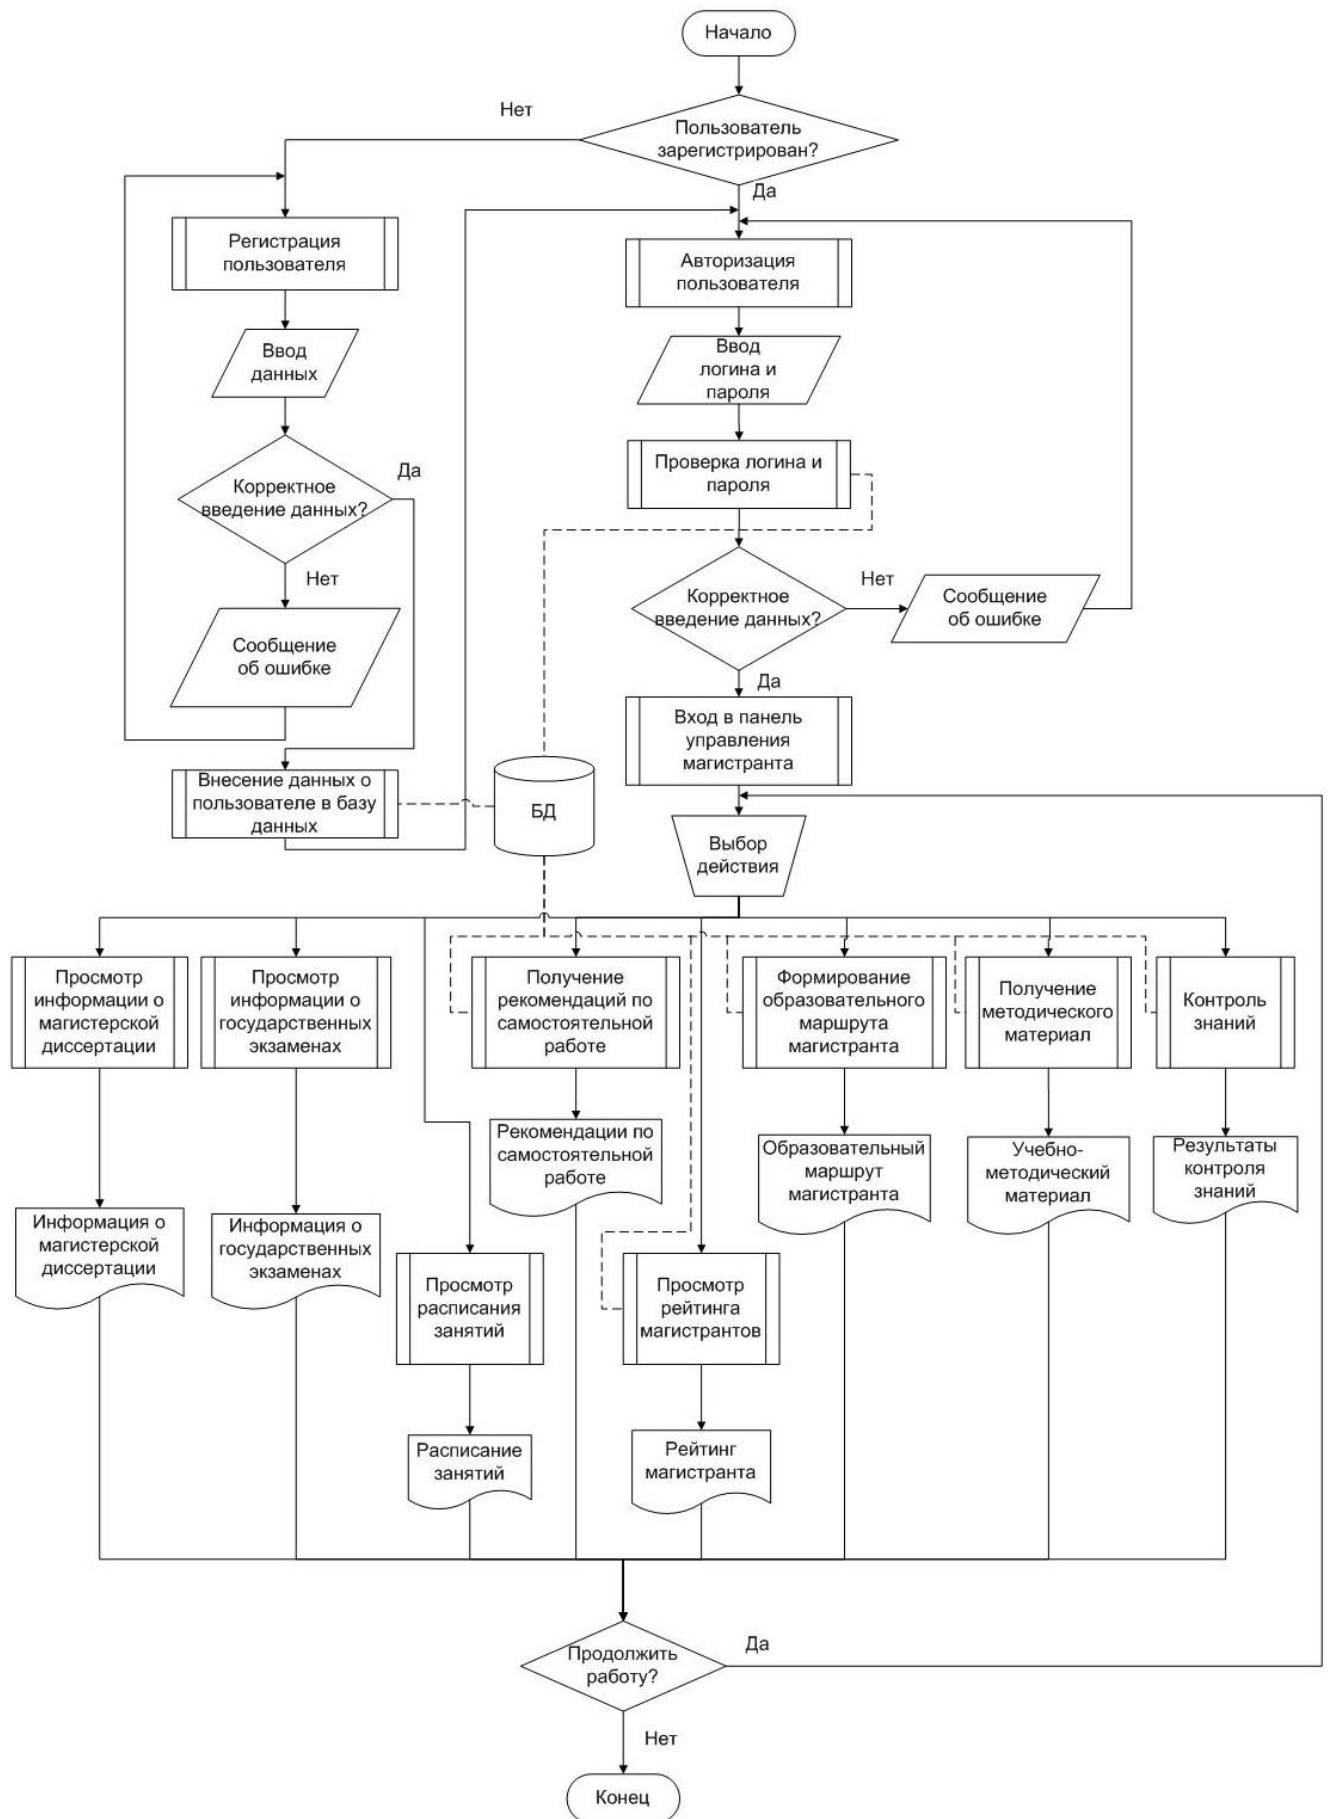 Начало
Нет
Пользователь
зарегистрирован?
Да
Регистрация
пользователя
Авторизация
пользователя
Ввод
данных
Ввод
логина и
пароля
Да
Проверка логина и
пароля
Корректное
введение данных?
Нет
Нет
Корректное
введение данных?
Сообщение
об ошибке
Сообщение
об ошибке
Да
Вход в панель
управления
магистранта
Внесение данных о
пользователе в базу
данных
БД
Выбор
действия
Просмотр
информации о
магистерской
диссертации
Просмотр
информации о
государственных
экзаменах
Получение
рекомендаций по
самостоятельной
работе
Формирование
образовательного
маршрута
магистранта
Получение
методического
материал
Контроль
знаний
Рекомендации по
самостоятельной
работе
Образовательный
маршрут
магистранта
Учебно-
методический
материал
Результаты
контроля
знаний
Информация о
магистерской
диссертации
Информация о
государственных
экзаменах
Просмотр
расписания
занятий
Просмотр
рейтинга
магистрантов
Расписание
занятий
Рейтинг
магистранта
Продолжить
работу?
Да
Нет
Конец